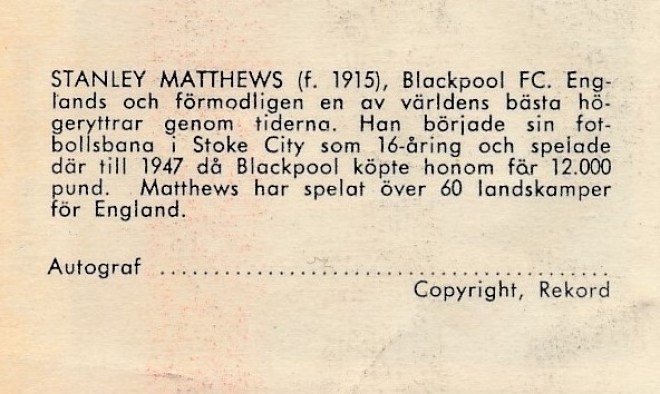 STANLEY MATTHEWS (f. 1915), Blackpool FC. Eng-
lands och förmodligen en av världens bästa hö-
geryttrar genom tiderna. Han började sin fot-
bollsbana i Stoke City som 16-åring och spelade
där till 1947 då Blackpool köpte honom får 12.000
pund. Matthews har spelat över 60 landskamper
för England.
Autograf ..............................................
Copyright, Rekord